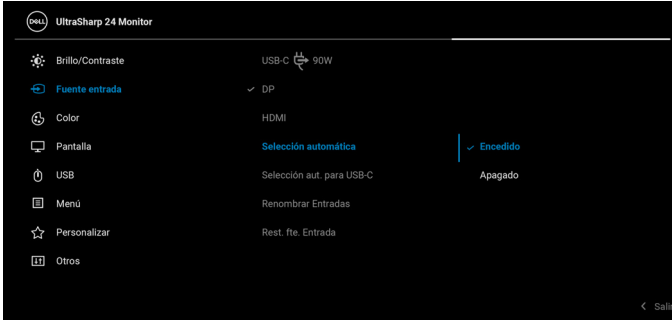 DELL UltraSharp 24 Monitor
Brillo/Contraste USB-C 90W
Fuente entrada DP
Color HDMI
Pantalla Selección automática Encedido
USB Selección aut. para USB-C Apagado
Menú Renombrar Entradas
Personalizar Rest. fte. Entrada
Otros
Salir